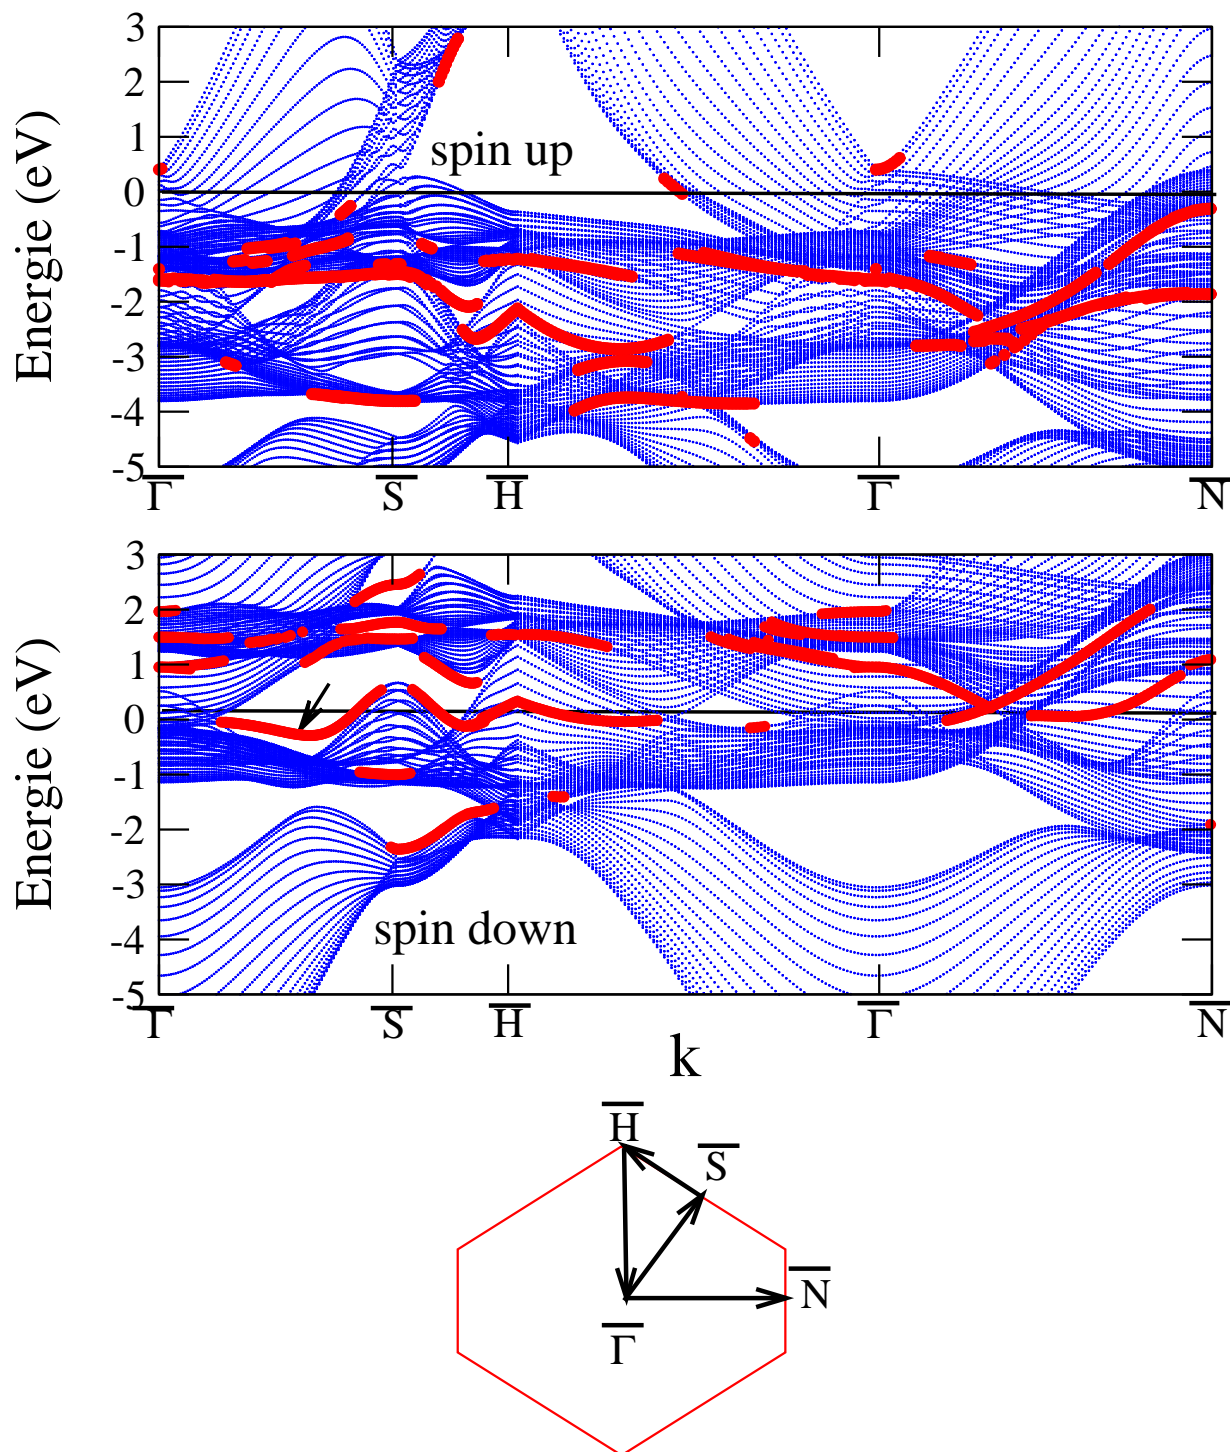 3
2
1
0
-1
-2
-3
-4
-5
Energie (eV)
spin up
Γ̅ S̅ H̅ Γ̅ N̅
3
2
1
0
-1
-2
-3
-4
-5
Energie (eV)
spin down
Γ̅ S̅ H̅ Γ̅ N̅
k
H̅
S̅
N̅
Γ̅